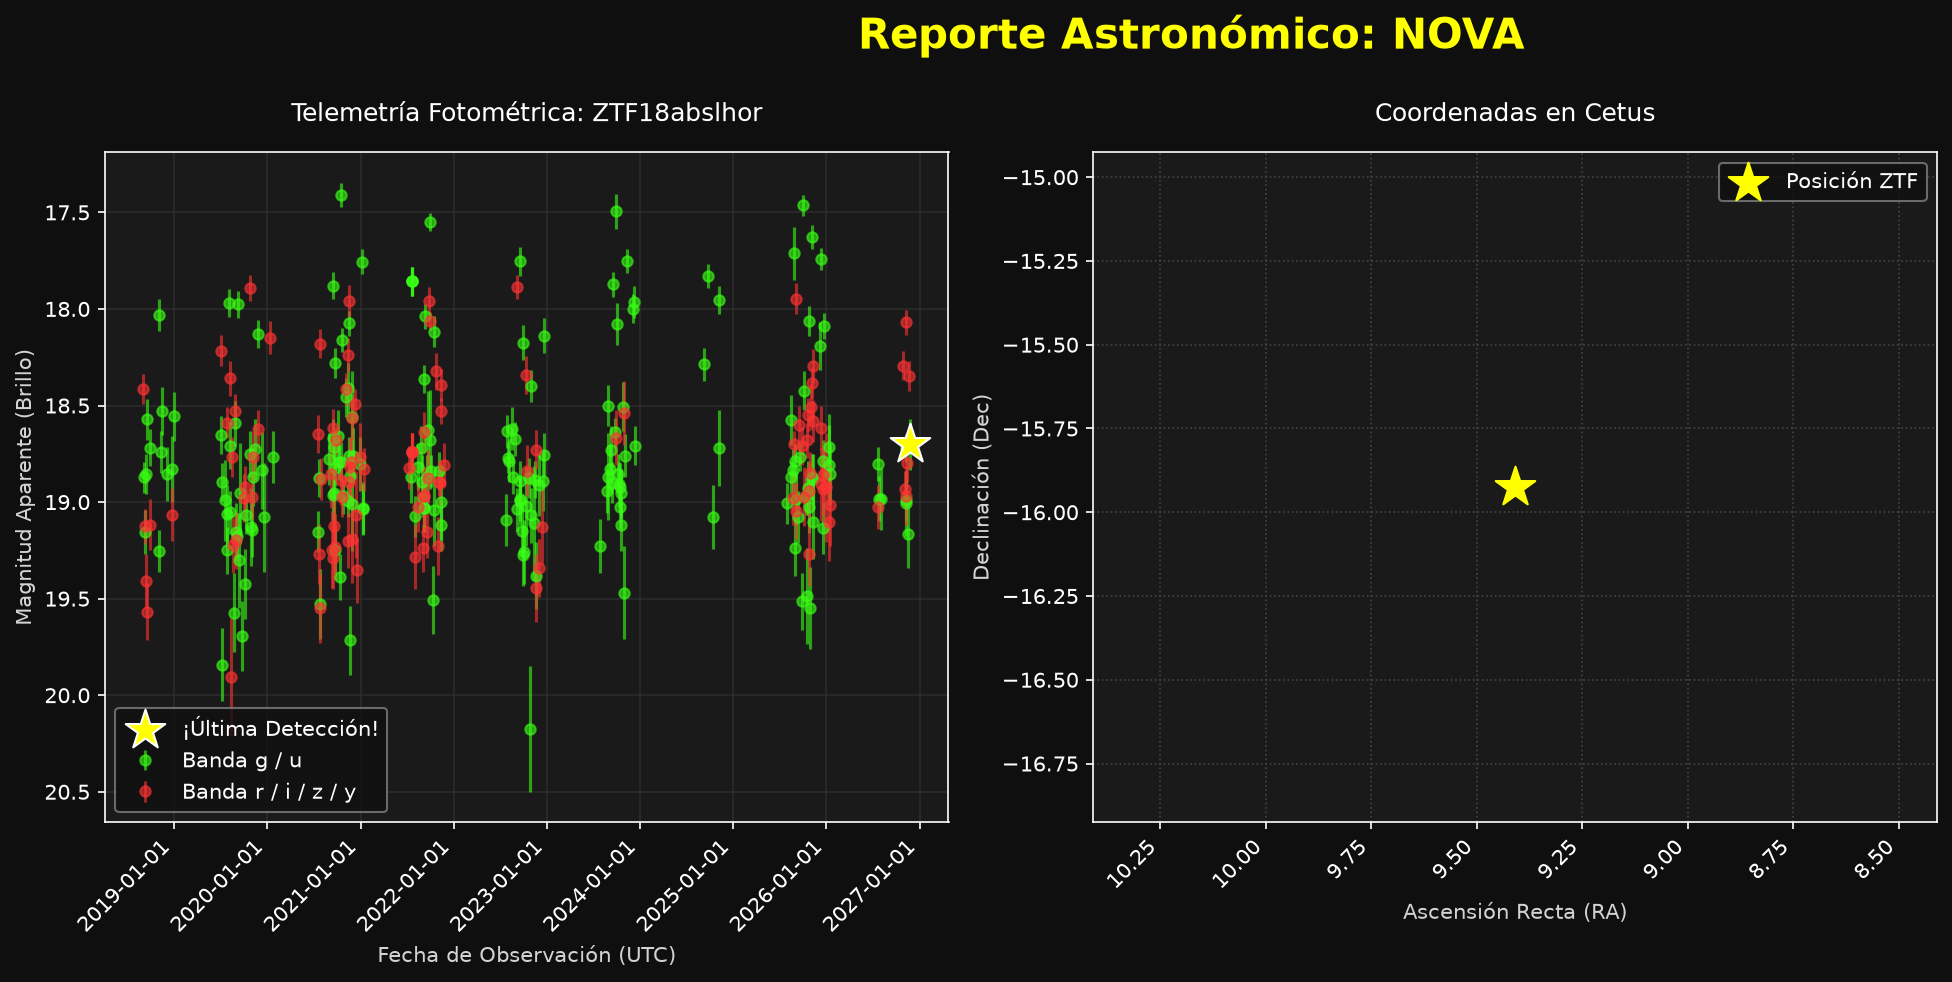 Reporte Astronómico: NOVA
Telemetría Fotométrica: ZTF18abslhor
Magnitud Aparente (Brillo)
17.5
18.0
18.5
19.0
19.5
20.0
20.5
¡Última Detección!
Banda g / u
Banda r / i / z / y
2019-01-01
2020-01-01
2021-01-01
2022-01-01
2023-01-01
2024-01-01
2025-01-01
2026-01-01
2027-01-01
Fecha de Observación (UTC)
Coordenadas en Cetus
Declinación (Dec)
−15.00
−15.25
−15.50
−15.75
−16.00
−16.25
−16.50
−16.75
Posición ZTF
10.25
10.00
9.75
9.50
9.25
9.00
8.75
8.50
Ascensión Recta (RA)